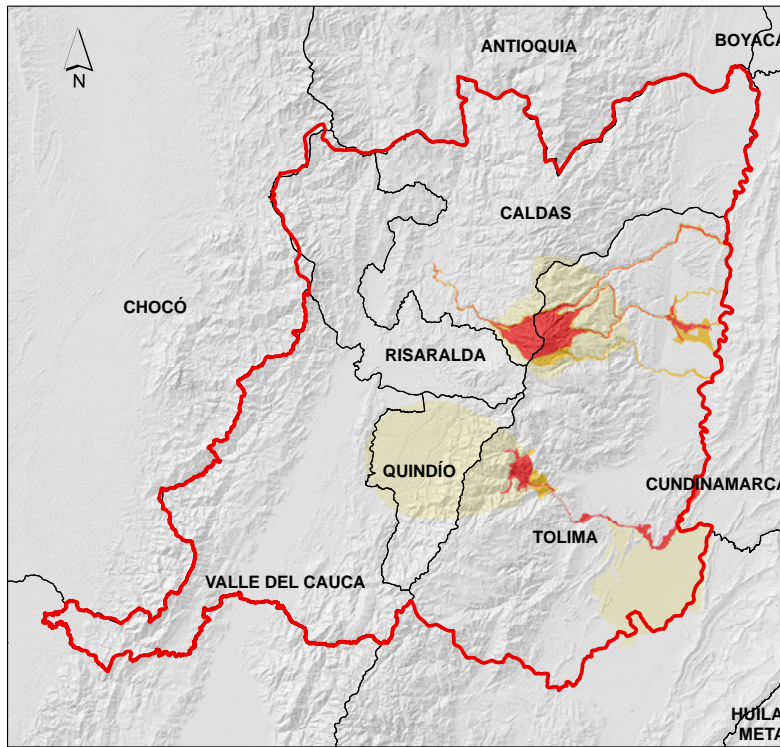 ANTIOQUIA
BOYACA
N
CALDAS
CHOCÓ
RISARALDA
QUINDÍO
CUNDINAMARCA
TOLIMA
VALLE DEL CAUCA
HUILA
META